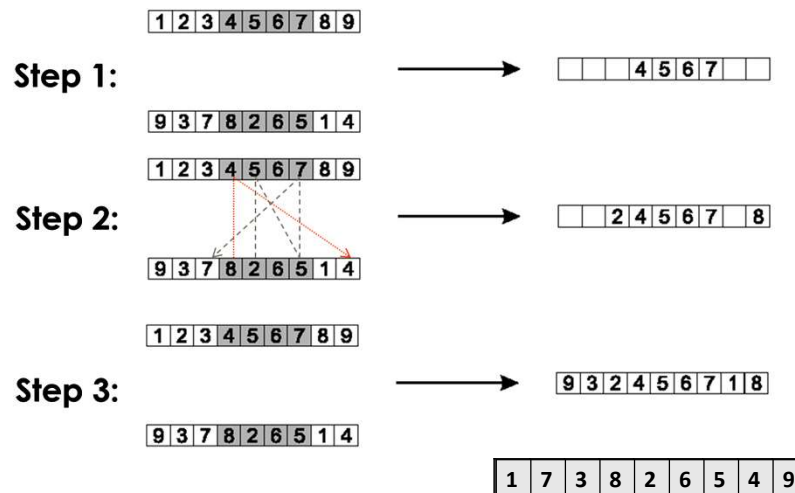 1 2 3 4 5 6 7 8 9
Step 1:
4 5 6 7
9 3 7 8 2 6 5 1 4
1 2 3 4 5 6 7 8 9
Step 2:
2 4 5 6 7 8
9 3 7 8 2 6 5 1 4
1 2 3 4 5 6 7 8 9
Step 3:
9 3 2 4 5 6 7 1 8
9 3 7 8 2 6 5 1 4
1 7 3 8 2 6 5 4 9